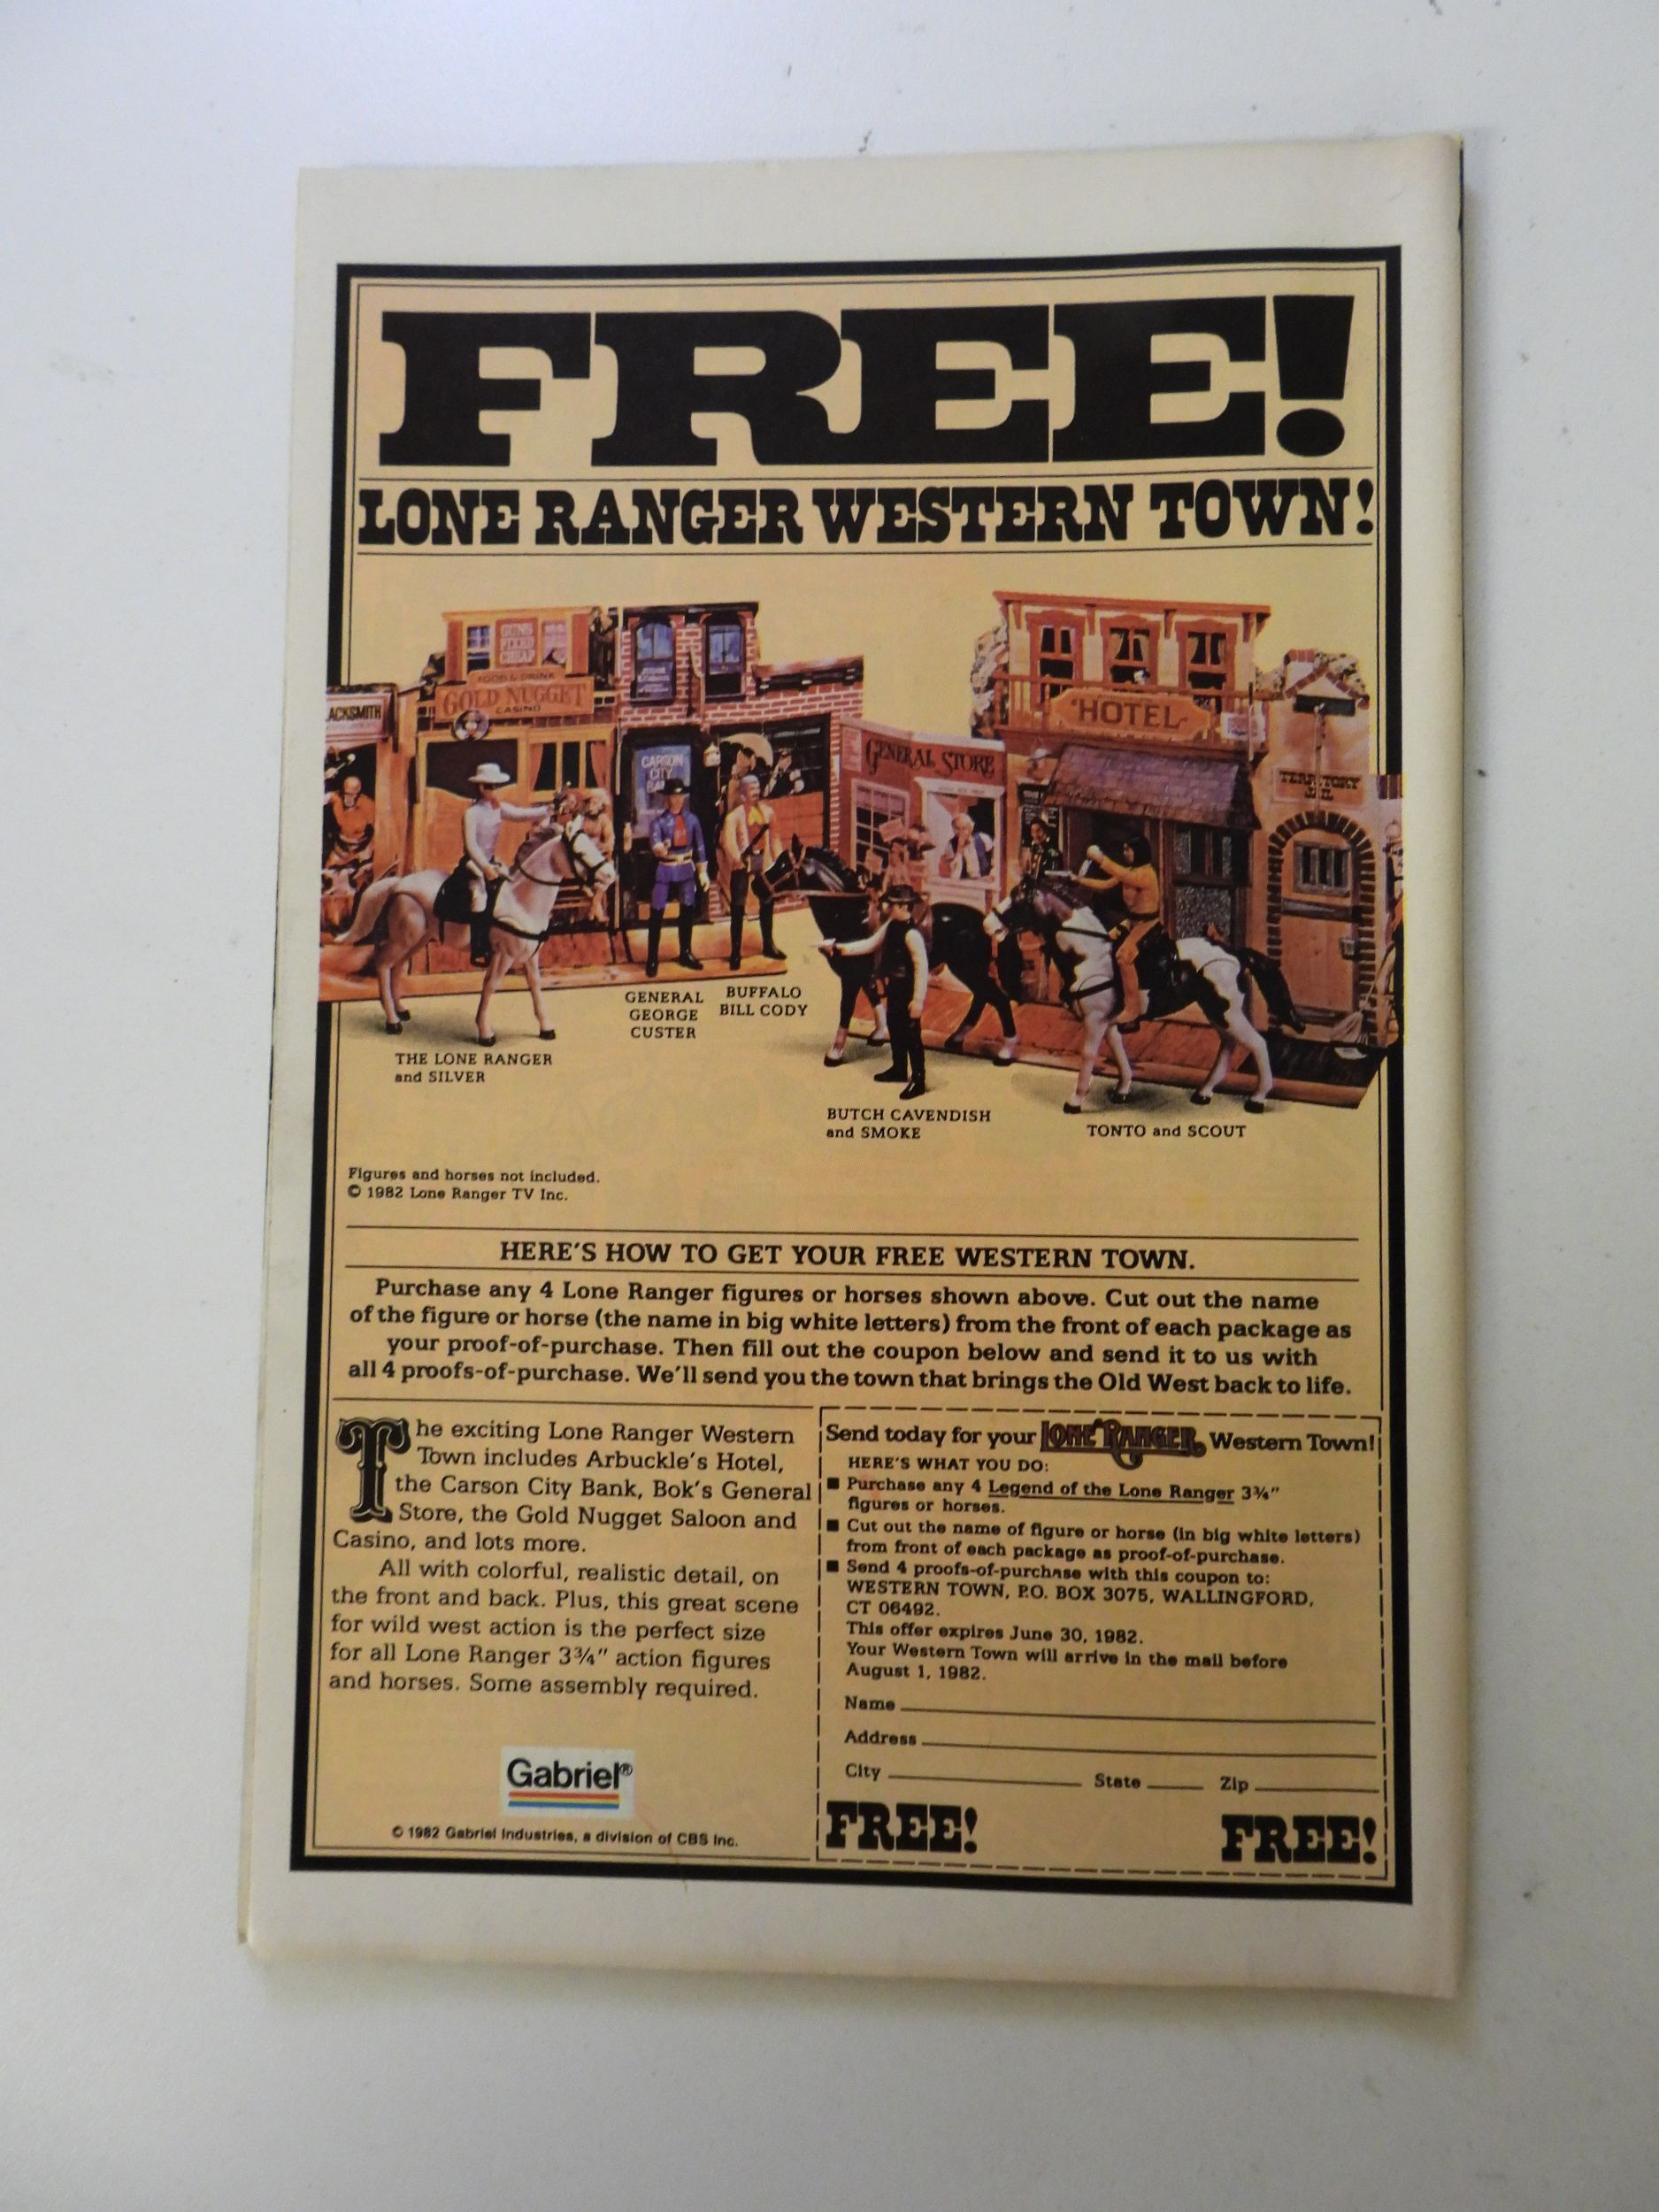 FREE!
LONE RANGER WESTERN TOWN!
GUNS
FIXED
CHEAP
FOOD & DRINK
GOLD NUGGET
CASINO
ACKSMITH
CARSON
CITY
GENERAL STORE
HOTEL
TERRITORY
GENERAL
GEORGE
CUSTER
BUFFALO
BILL CODY
THE LONE RANGER
and SILVER
BUTCH CAVENDISH
and SMOKE
TONTO and SCOUT
Figures and horses not included.
© 1982 Lone Ranger TV Inc.
HERE'S HOW TO GET YOUR FREE WESTERN TOWN.
Purchase any 4 Lone Ranger figures or horses shown above. Cut out the name
of the figure or horse (the name in big white letters) from the front of each package as
your proof-of-purchase. Then fill out the coupon below and send it to us with
all 4 proofs-of-purchase. We'll send you the town that brings the Old West back to life.
The exciting Lone Ranger Western
Town includes Arbuckle's Hotel,
the Carson City Bank, Bok's General
Store, the Gold Nugget Saloon and
Casino, and lots more.
All with colorful, realistic detail, on
the front and back. Plus, this great scene
for wild west action is the perfect size
for all Lone Ranger 3¾" action figures
and horses. Some assembly required.
Gabriel®
© 1982 Gabriel Industries, a division of CBS Inc.
Send today for your LONE RANGER Western Town!
HERE'S WHAT YOU DO:
■ Purchase any 4 Legend of the Lone Ranger 3¾"
figures or horses.
■ Cut out the name of figure or horse (in big white letters)
from front of each package as proof-of-purchase.
■ Send 4 proofs-of-purchase with this coupon to:
WESTERN TOWN, P.O. BOX 3075, WALLINGFORD,
CT 06492.
This offer expires June 30, 1982.
Your Western Town will arrive in the mail before
August 1, 1982.
Name
Address
City State Zip
FREE! FREE!